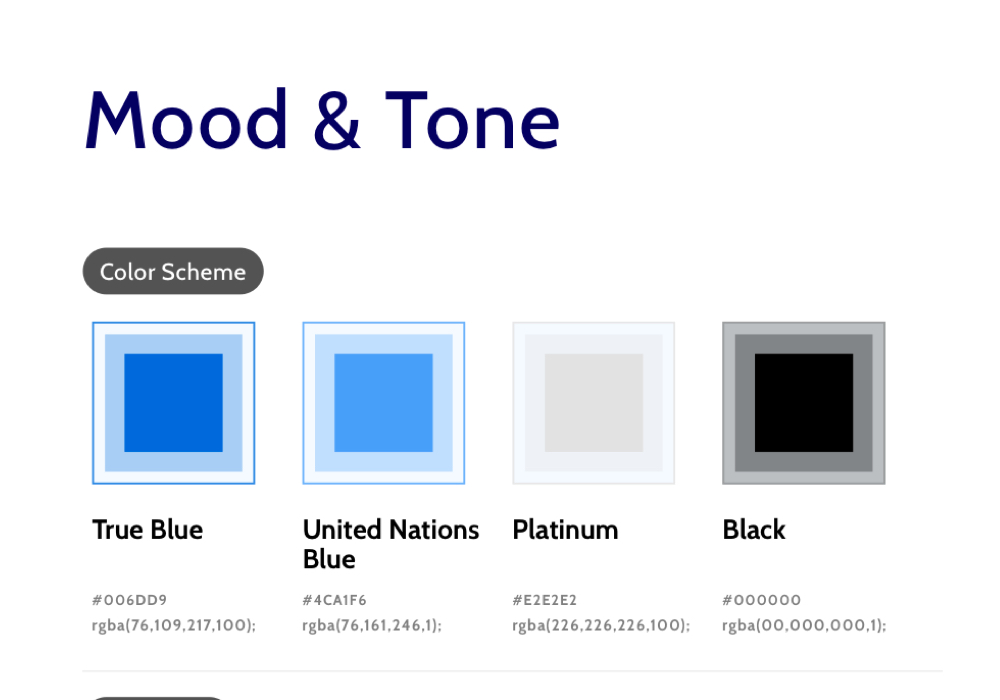 Mood & Tone
Color Scheme
True Blue
#006DD9
rgba(76,109,217,100);
United Nations
Blue
#4CA1F6
rgba(76,161,246,1);
Platinum
#E2E2E2
rgba(226,226,226,100);
Black
#000000
rgba(00,000,000,1);